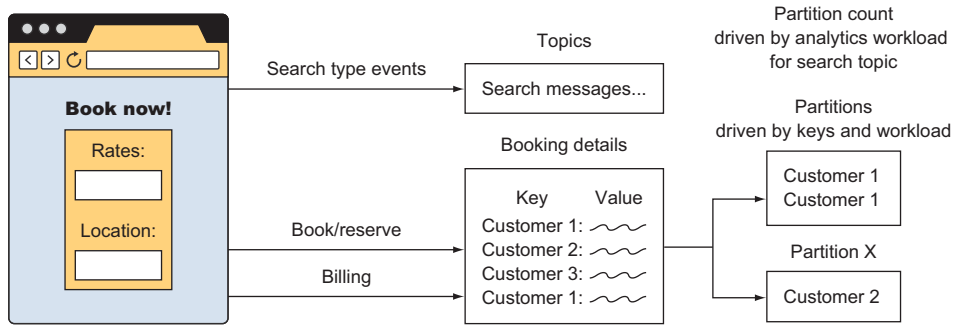 Book now!
Rates:
Location:
Search type events
Book/reserve
Billing
Topics
Search messages...
Booking details
Key Value
Customer 1:
Customer 2:
Customer 3:
Customer 1:
Partition count
driven by analytics workload
for search topic
Partitions
driven by keys and workload
Customer 1
Customer 1
Partition X
Customer 2